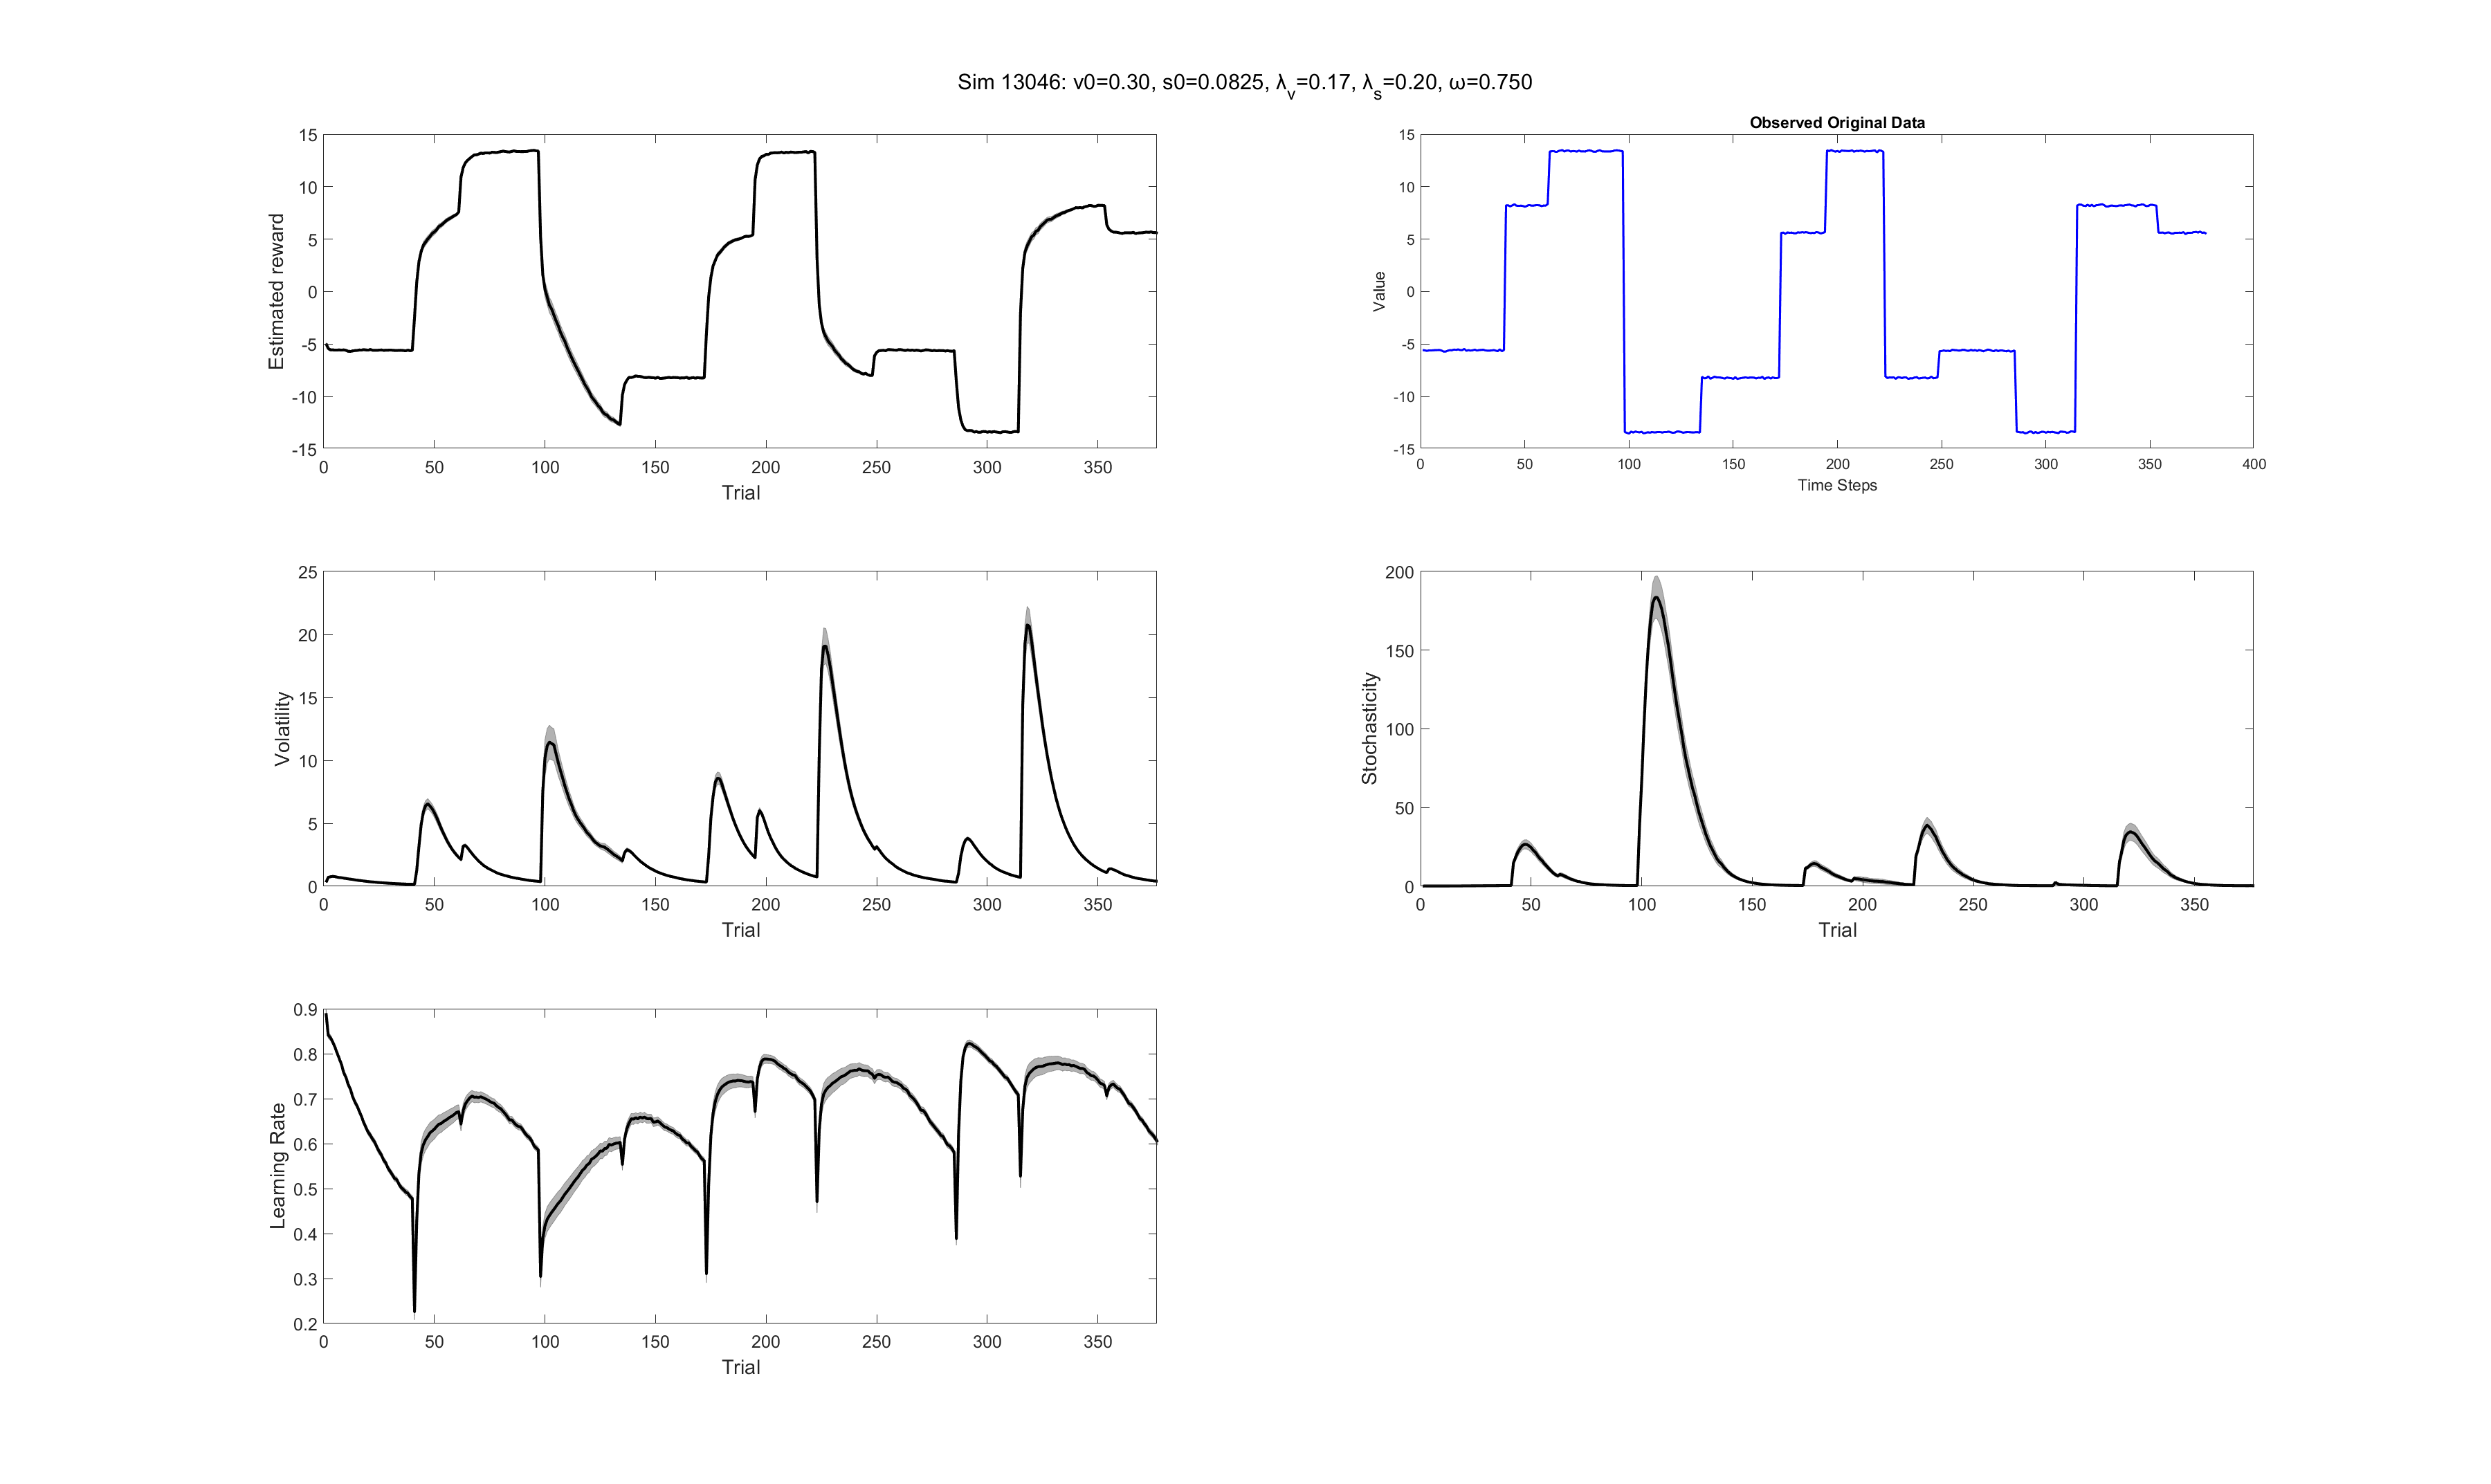 Sim 13046: v0=0.30, s0=0.0825, λv=0.17, λs=0.20, ω=0.750
15
10
5
0
-5
-10
-15
Estimated reward
0 50 100 150 200 250 300 350
Trial
Observed Original Data
15
10
5
0
-5
-10
-15
Value
0 50 100 150 200 250 300 350 400
Time Steps
25
20
15
10
5
0
Volatility
0 50 100 150 200 250 300 350
Trial
200
150
100
50
0
Stochasticity
0 50 100 150 200 250 300 350
Trial
0.9
0.8
0.7
0.6
0.5
0.4
0.3
0.2
Learning Rate
0 50 100 150 200 250 300 350
Trial